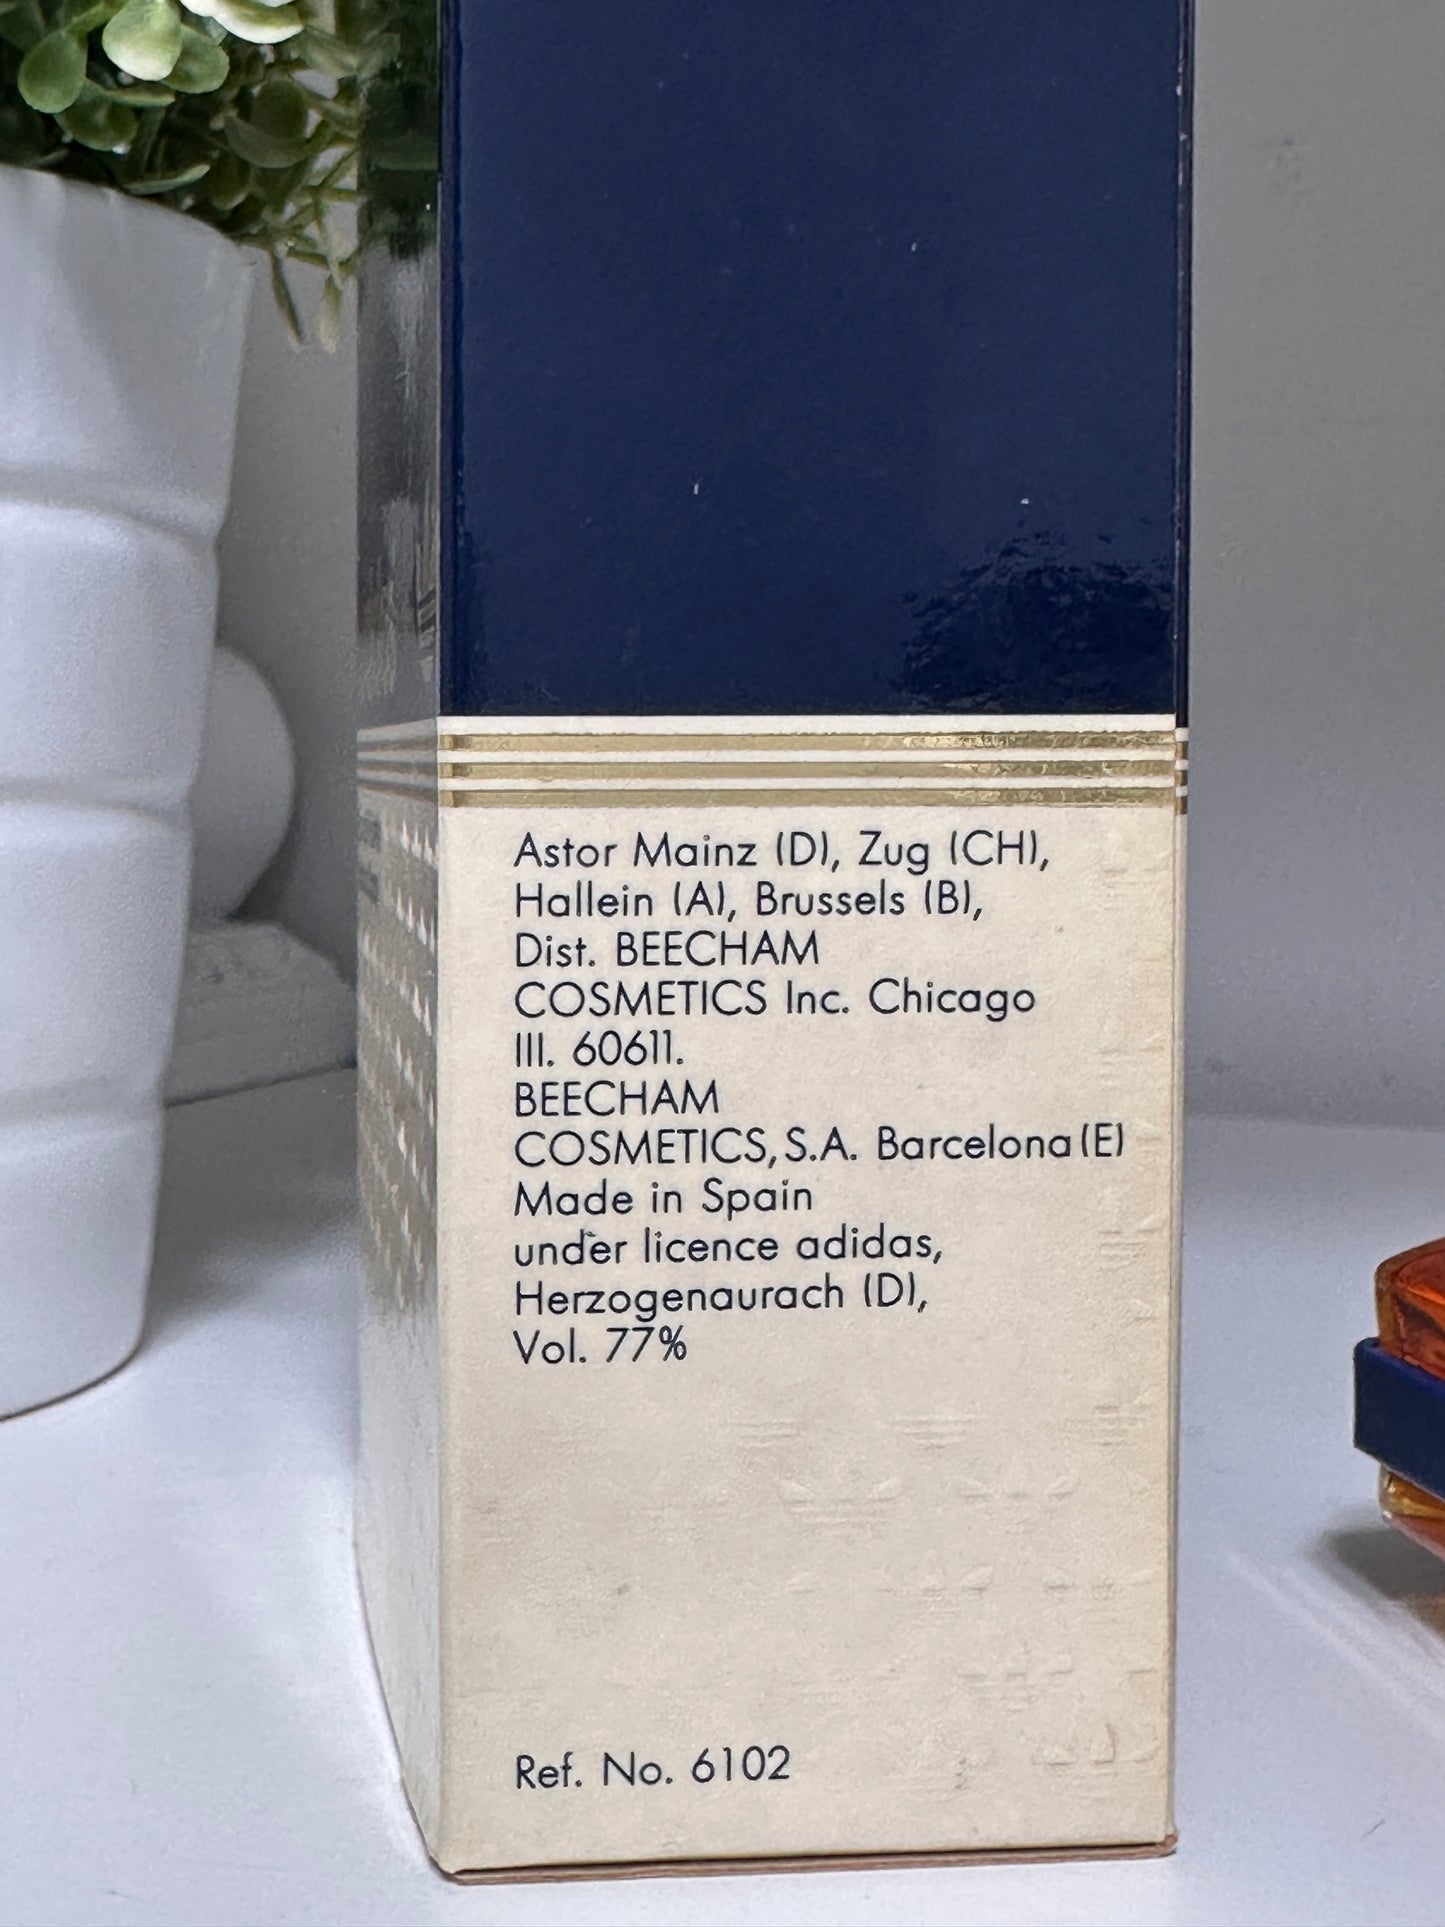 Astor Mainz (D), Zug (CH),
Hallein (A), Brussels (B),
Dist. BEECHAM
COSMETICS Inc. Chicago
Ill. 60611.
BEECHAM
COSMETICS, S.A. Barcelona (E)
Made in Spain
under licence adidas,
Herzogenaurach (D),
Vol. 77%
Ref. No. 6102